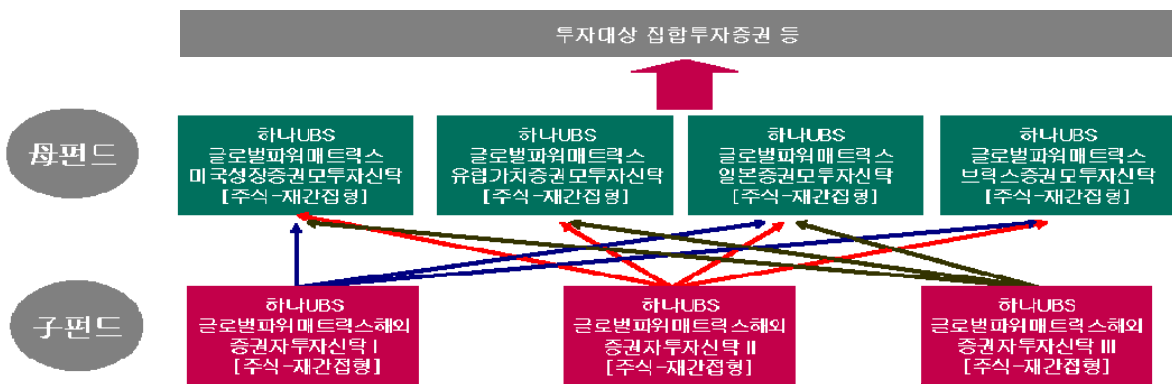 투자대상 집합투자증권 등
母펀드
하나UBS
글로벌파워매트릭스
미국성장증권모투자신탁
[주식-재간접형]
하나UBS
글로벌파워매트릭스
유럽가치증권모투자신탁
[주식-재간접형]
하나UBS
글로벌파워매트릭스
일본증권모투자신탁
[주식-재간접형]
하나UBS
글로벌파워매트릭스
브릭스증권모투자신탁
[주식-재간접형]
子펀드
하나UBS
글로벌파워매트릭스해외
증권자투자신탁 I
[주식-재간접형]
하나UBS
글로벌파워매트릭스해외
증권자투자신탁 II
[주식-재간접형]
하나UBS
글로벌파워매트릭스해외
증권자투자신탁 III
[주식-재간접형]